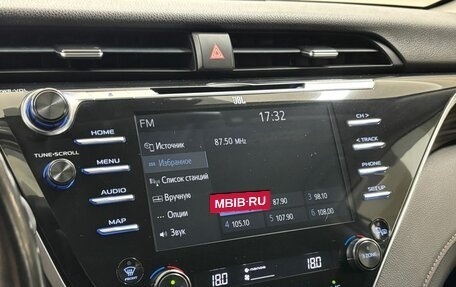 JBL
FM
17:32
HOME
MENU
AUDIO
MAP
TUNE•SCROLL
Источник
Избранное
Список станций
Вручную
Опции
Звук
87.50 MHz
MBIB·RU
87.90
3 98.10
4 105.10
5 107.90
6 108.00
CH >
< TRACK
PHONE
SETUP
FRONT
18.0
18.0